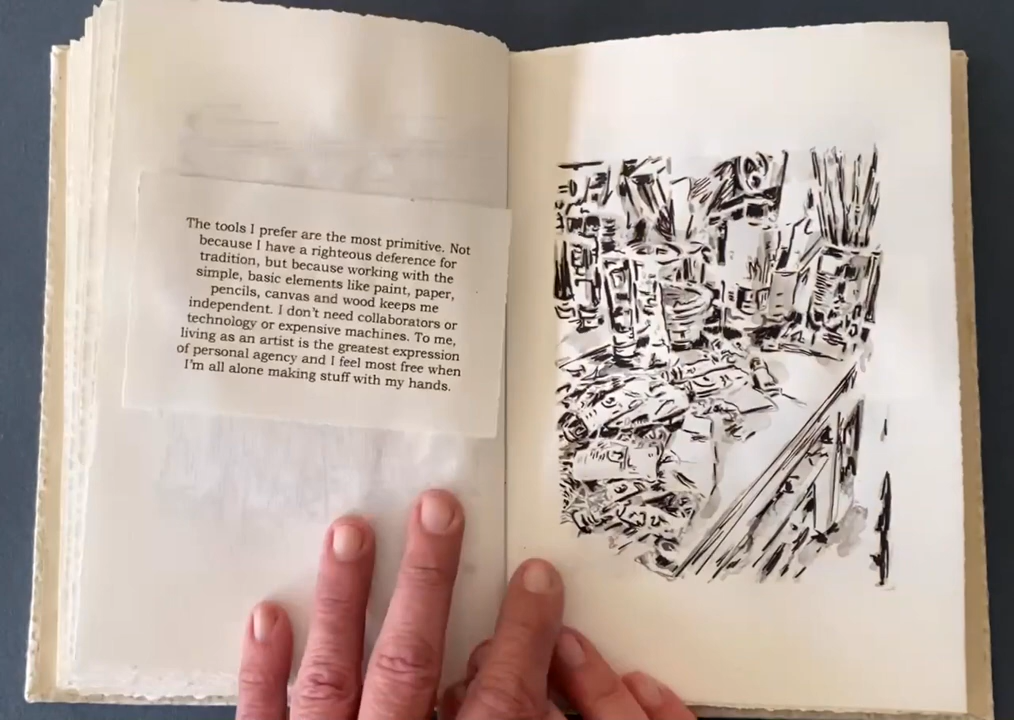 The tools I prefer are the most primitive. Not
because I have a righteous deference for
tradition, but because working with the
simple, basic elements like paint, paper,
pencils, canvas and wood keeps me
independent. I don't need collaborators or
technology or expensive machines. To me,
living as an artist is the greatest expression
of personal agency and I feel most free when
I'm all alone making stuff with my hands.